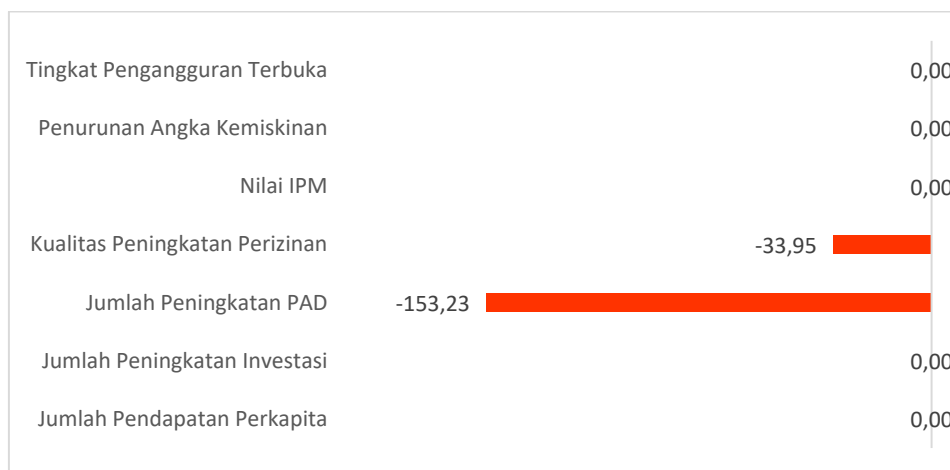 Tingkat Pengangguran Terbuka 0,00
Penurunan Angka Kemiskinan 0,00
Nilai IPM 0,00
Kualitas Peningkatan Perizinan -33,95
Jumlah Peningkatan PAD -153,23
Jumlah Peningkatan Investasi 0,00
Jumlah Pendapatan Perkapita 0,00